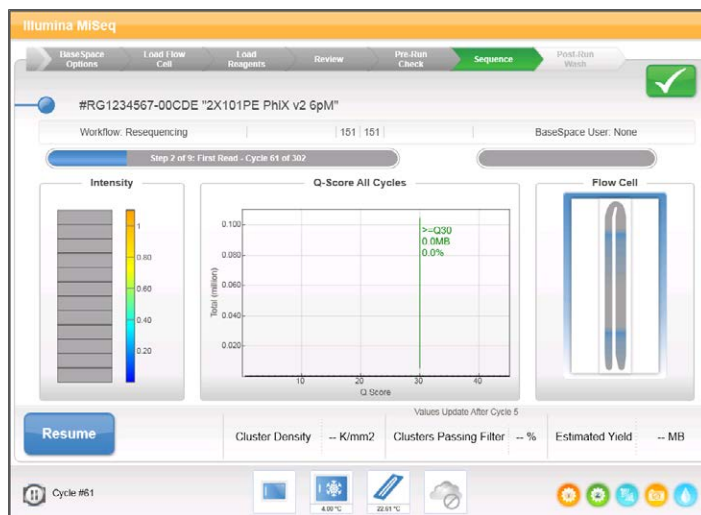 Illumina MiSeq
BaseSpace Options
Load Flow Cell
Load Reagents
Review
Pre-Run Check
Sequence
Post-Run Wash
#RG1234567-00CDE "2X101PE PhiX v2 6pM"
Workflow: Resequencing
151 151
BaseSpace User: None
Step 2 of 9: First Read - Cycle 61 of 302
Intensity
Q-Score All Cycles
Flow Cell
1
0.80
0.60
0.40
0.20
Total (million)
0.100
0.080
0.060
0.040
0.020
>=Q30
0.0MB
0.0%
10 20 30 40
Q Score
Values Update After Cycle 5
Resume
Cluster Density -- K/mm2
Clusters Passing Filter -- %
Estimated Yield -- MB
Cycle #61
4.00 °C
22.61 °C